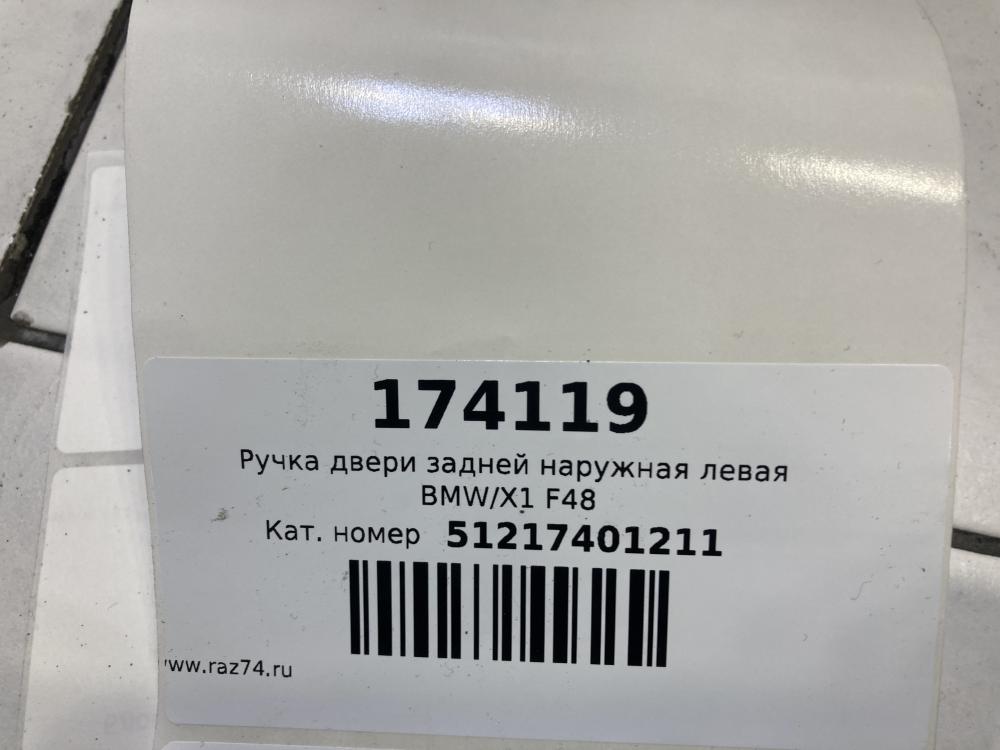 174119
Ручка двери задней наружная левая
BMW/X1 F48
Кат. номер 51217401211
www.raz74.ru